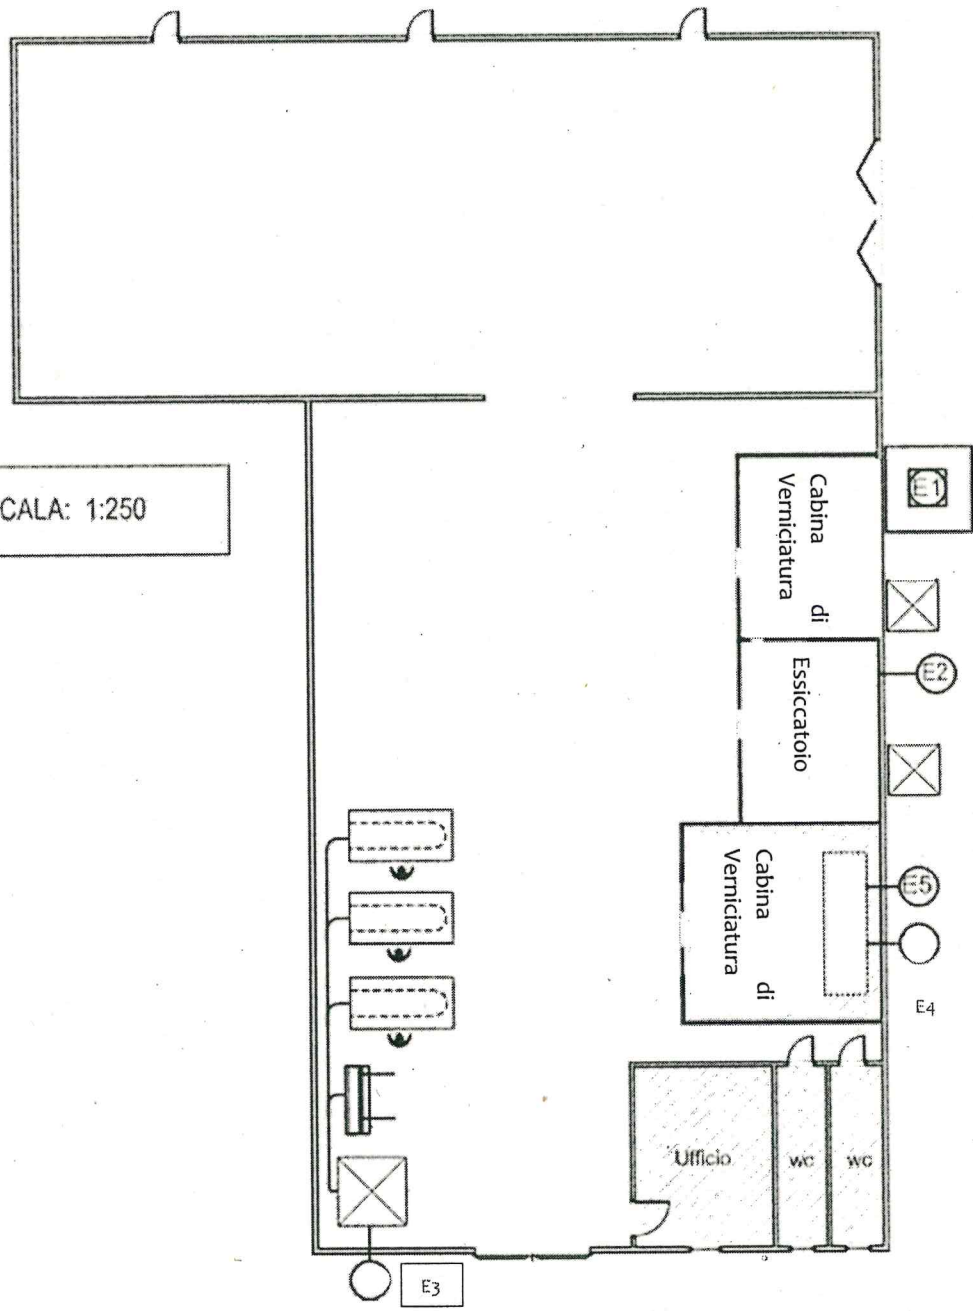 CALA: 1:250
E1
Cabina di
Verniciatura
E2
Essiccatoio
E5
Cabina di
Verniciatura
E4
Ufficio
wc
wc
E3